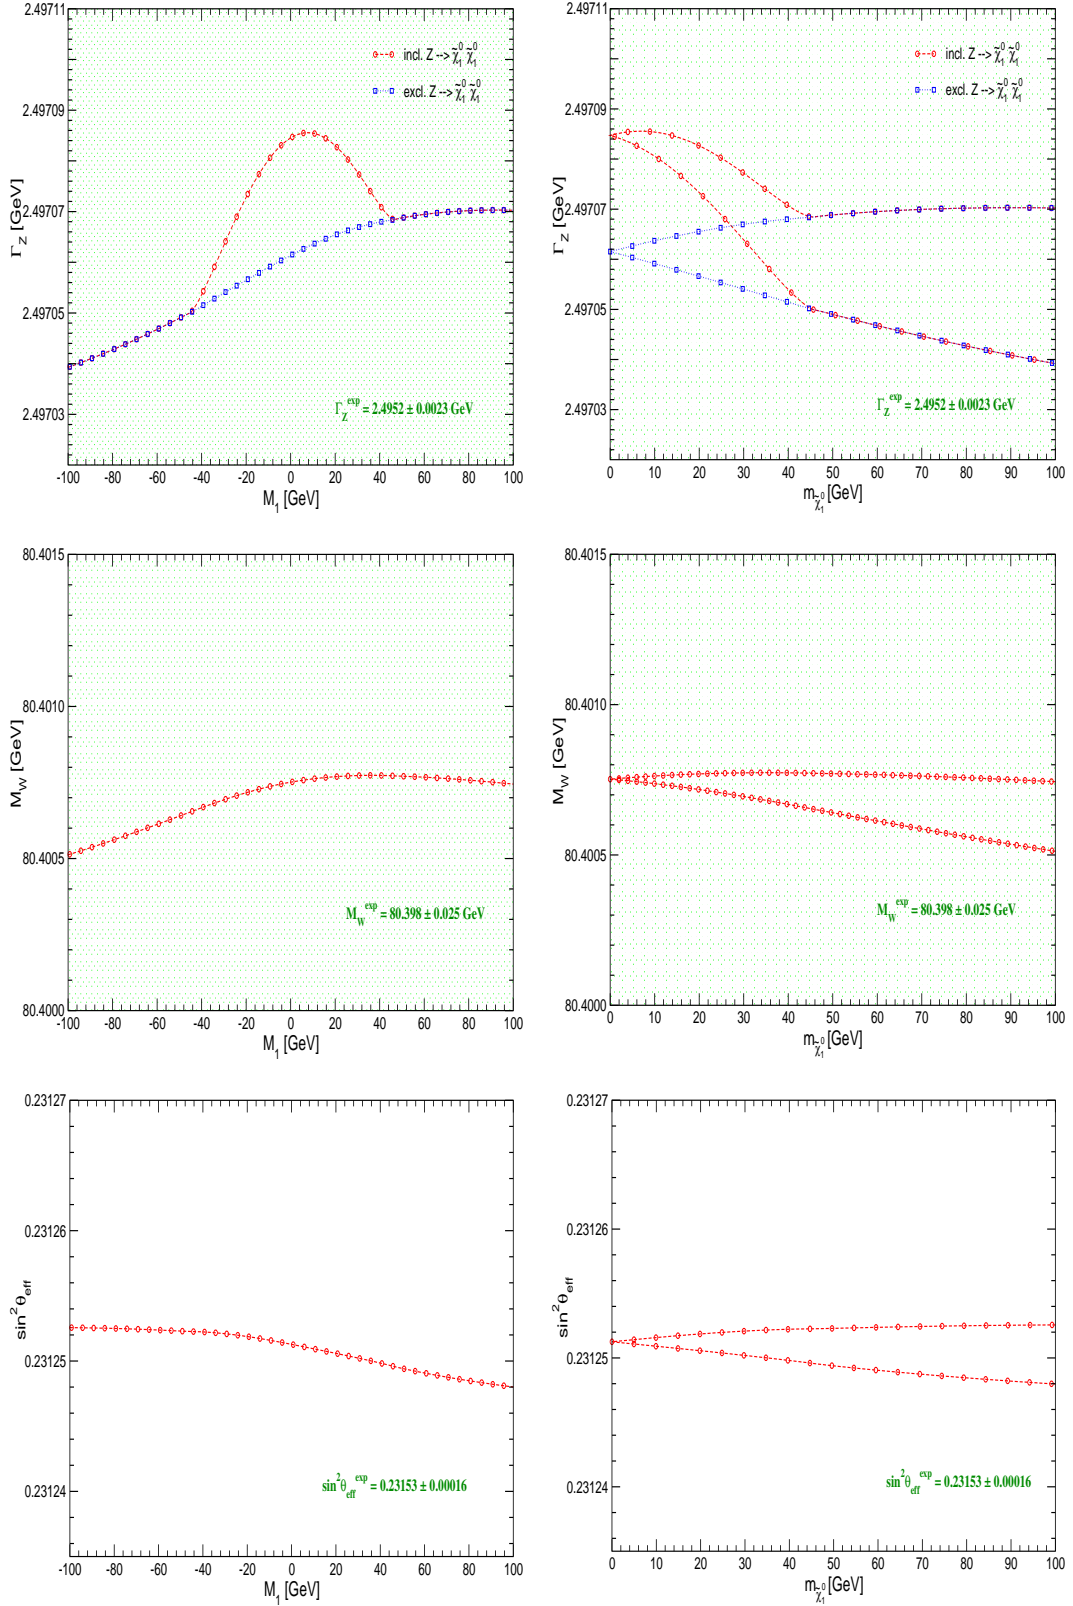 2.49711
2.49709
2.49707
2.49705
2.49703
Γ_Z [GeV]
incl. Z --> χ̃₁⁰ χ̃₁⁰
excl. Z --> χ̃₁⁰ χ̃₁⁰
Γ_Z^exp = 2.4952 ± 0.0023 GeV
-100 -80 -60 -40 -20 0 20 40 60 80 100
M_1 [GeV]
2.49711
2.49709
2.49707
2.49705
2.49703
Γ_Z [GeV]
incl. Z --> χ̃₁⁰ χ̃₁⁰
excl. Z --> χ̃₁⁰ χ̃₁⁰
Γ_Z^exp = 2.4952 ± 0.0023 GeV
0 10 20 30 40 50 60 70 80 90 100
m_χ̃₁⁰ [GeV]
80.4015
80.4010
80.4005
80.4000
M_W [GeV]
M_W^exp = 80.398 ± 0.025 GeV
-100 -80 -60 -40 -20 0 20 40 60 80 100
M_1 [GeV]
80.4015
80.4010
80.4005
80.4000
M_W [GeV]
M_W^exp = 80.398 ± 0.025 GeV
0 10 20 30 40 50 60 70 80 90 100
m_χ̃₁⁰ [GeV]
0.23127
0.23126
0.23125
0.23124
sin²θ_eff
sin²θ_eff^exp = 0.23153 ± 0.00016
-100 -80 -60 -40 -20 0 20 40 60 80 100
M_1 [GeV]
0.23127
0.23126
0.23125
0.23124
sin²θ_eff
sin²θ_eff^exp = 0.23153 ± 0.00016
0 10 20 30 40 50 60 70 80 90 100
m_χ̃₁⁰ [GeV]